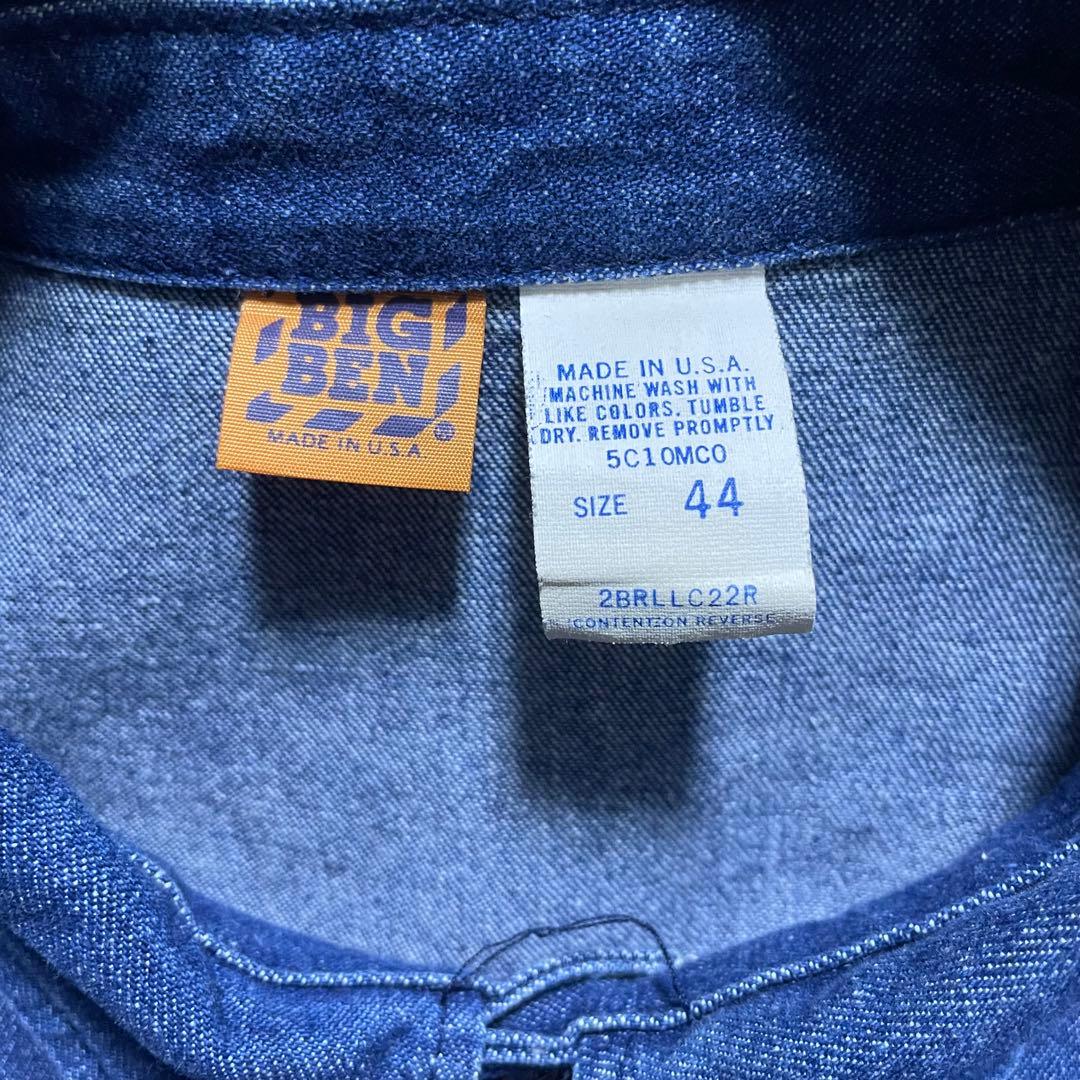 BIG
BEN
®
MADE IN U.S.A.
MADE IN U.S.A.
MACHINE WASH WITH
LIKE COLORS. TUMBLE
DRY. REMOVE PROMPTLY
5C10MCO
SIZE 44
2BRLLC22R
CONTENTION REVERSE